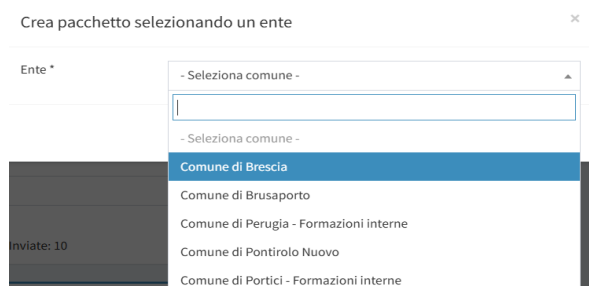 Crea pacchetto selezionando un ente ×
Ente * - Seleziona comune -
- Seleziona comune -
Comune di Brescia
Comune di Brusaporto
Comune di Perugia - Formazioni interne
Inviate: 10 Comune di Pontirolo Nuovo
Comune di Portici - Formazioni interne